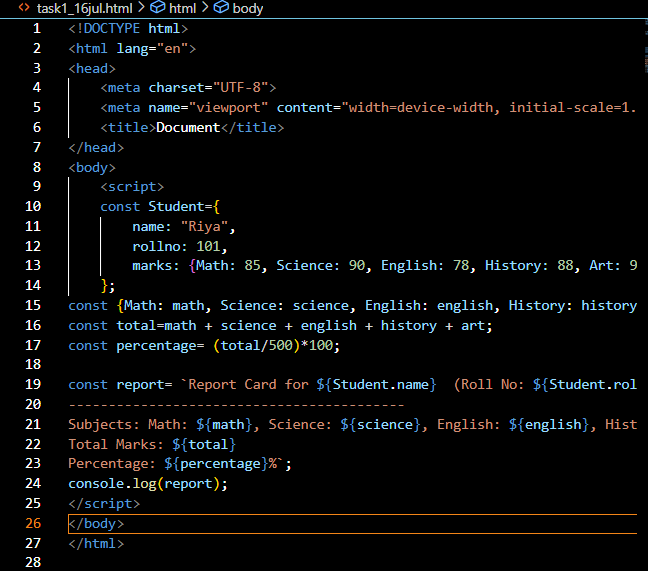 <> task1_16jul.html > html > body
1 <!DOCTYPE html>
2 <html lang="en">
3 <head>
4 <meta charset="UTF-8">
5 <meta name="viewport" content="width=device-width, initial-scale=1.
6 <title>Document</title>
7 </head>
8 <body>
9 <script>
10 const Student={
11 name: "Riya",
12 rollno: 101,
13 marks: {Math: 85, Science: 90, English: 78, History: 88, Art: 9
14 };
15 const {Math: math, Science: science, English: english, History: history
16 const total=math + science + english + history + art;
17 const percentage= (total/500)*100;
18
19 const report= `Report Card for ${Student.name}  (Roll No: ${Student.rol
20 ------------------------------------------
21 Subjects: Math: ${math}, Science: ${science}, English: ${english}, Hist
22 Total Marks: ${total}
23 Percentage: ${percentage}%`;
24 console.log(report);
25 </script>
26 </body>
27 </html>
28